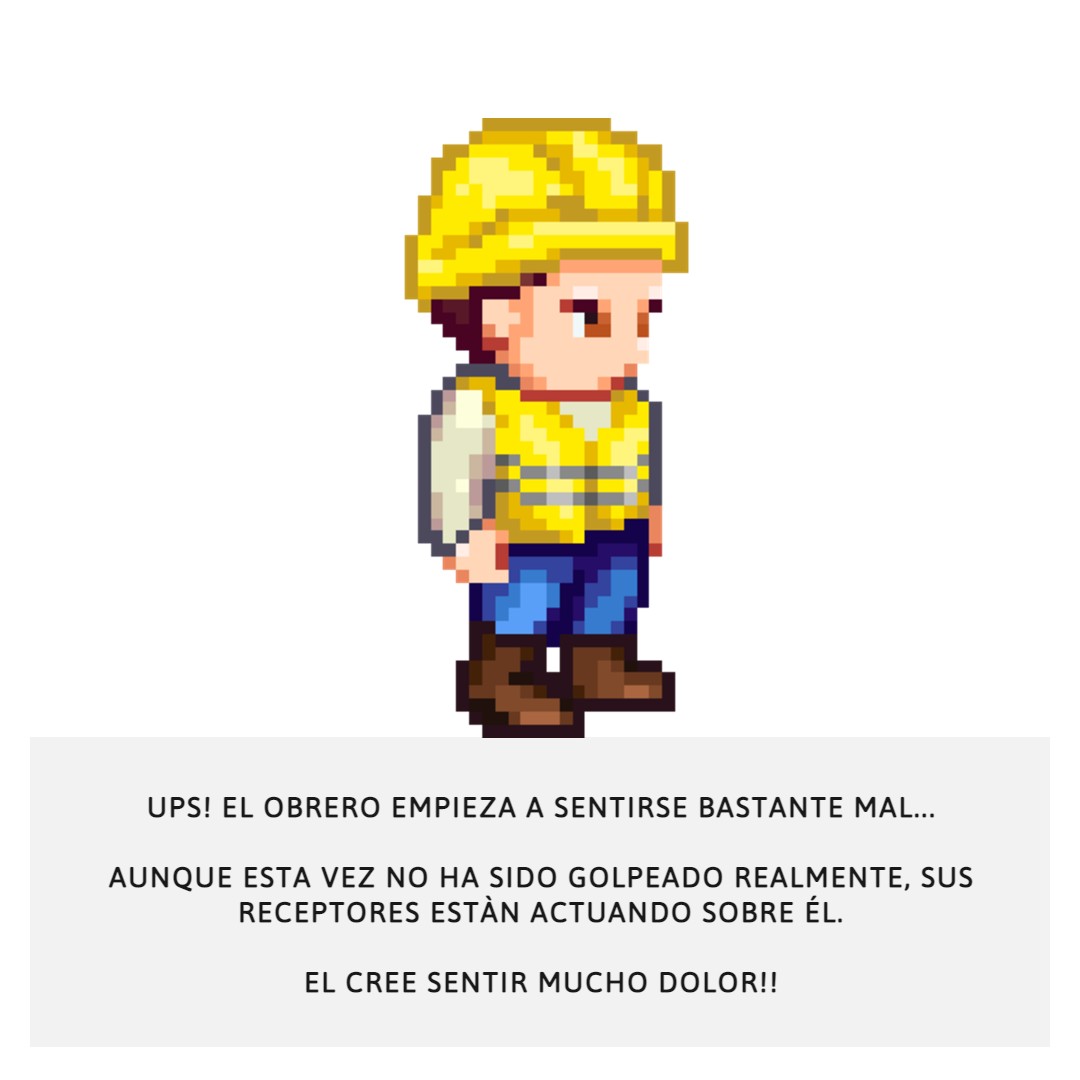 UPS! EL OBRERO EMPIEZA A SENTIRSE BASTANTE MAL...
AUNQUE ESTA VEZ NO HA SIDO GOLPEADO REALMENTE, SUS
RECEPTORES ESTÀN ACTUANDO SOBRE ÉL.
EL CREE SENTIR MUCHO DOLOR!!